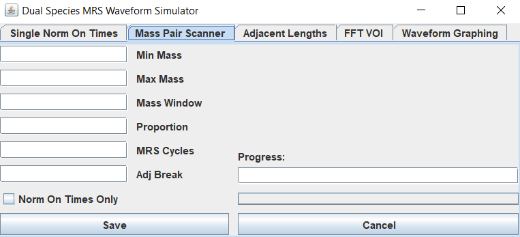 Dual Species MRS Waveform Simulator
Single Norm On Times Mass Pair Scanner Adjacent Lengths FFT VOI Waveform Graphing
Min Mass
Max Mass
Mass Window
Proportion
MRS Cycles
Progress:
Adj Break
Norm On Times Only
Save Cancel